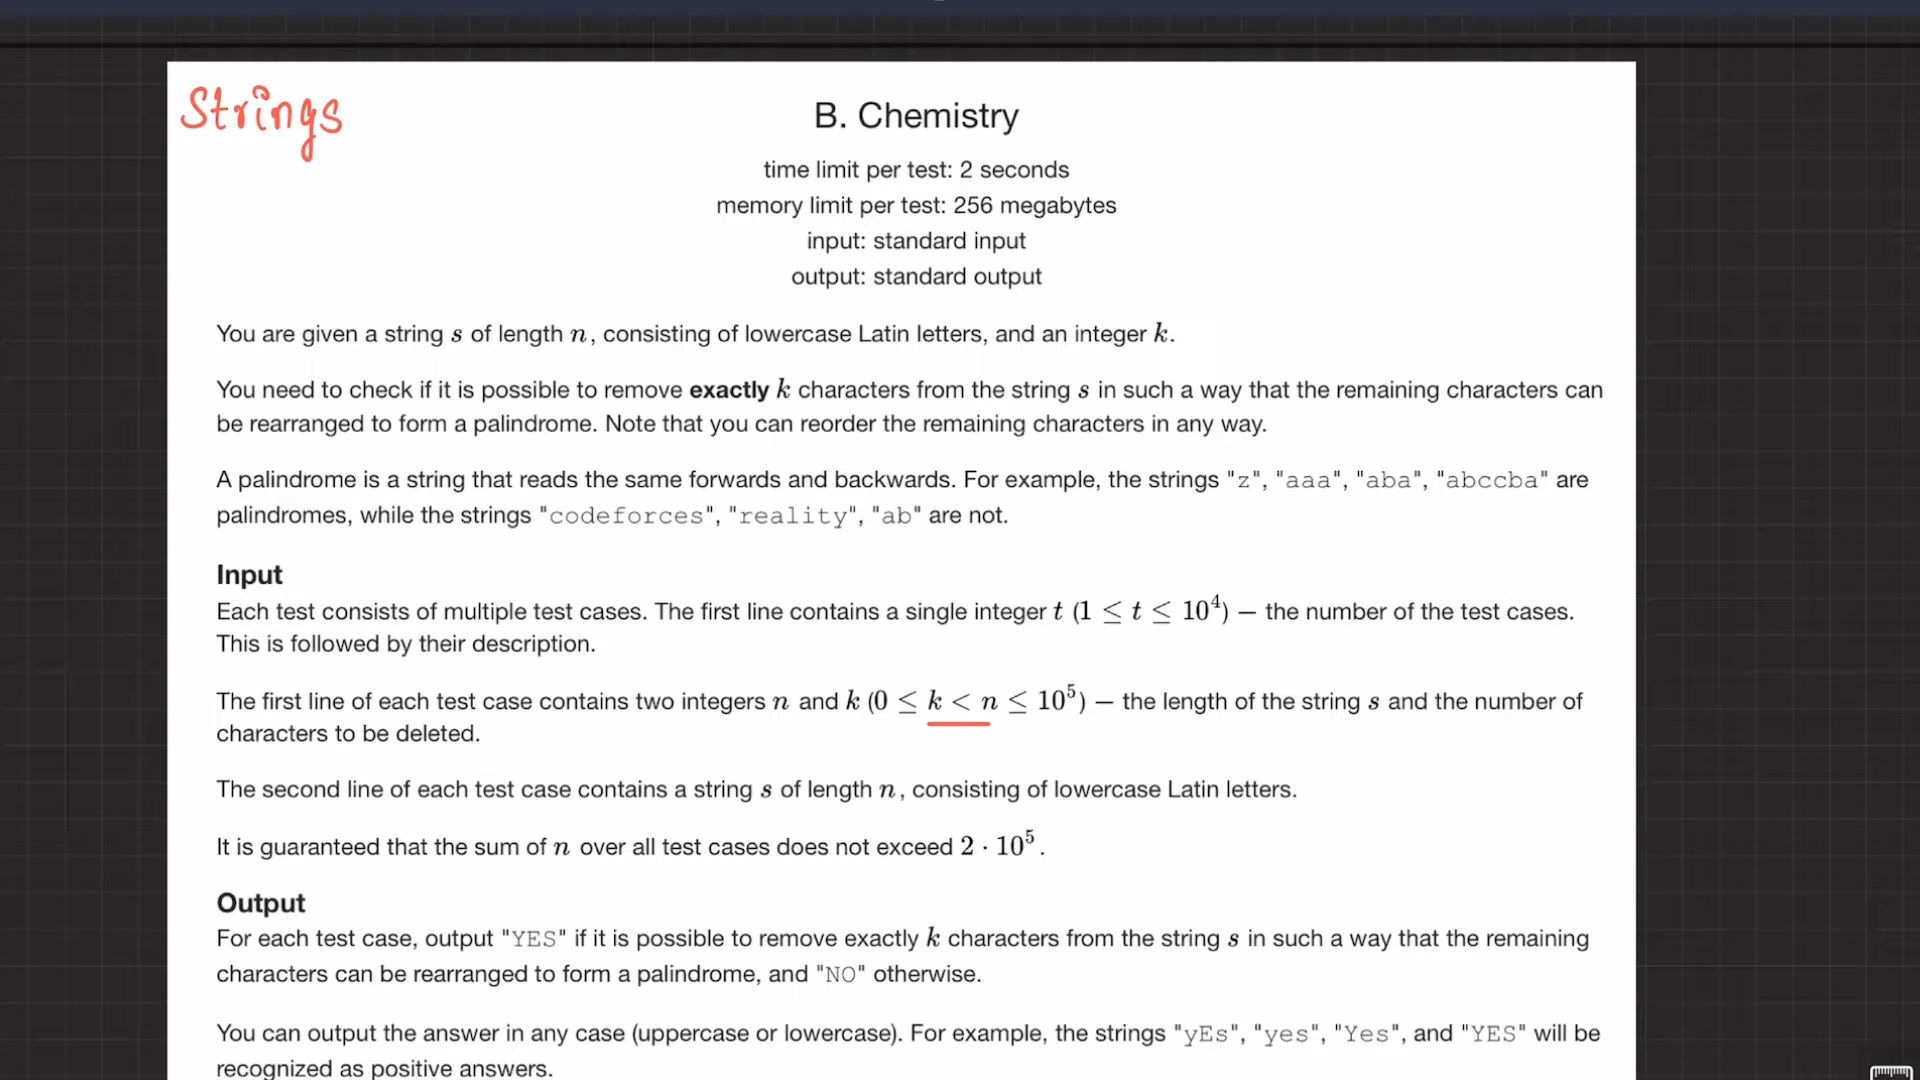 Strings
B. Chemistry
time limit per test: 2 seconds
memory limit per test: 256 megabytes
input: standard input
output: standard output
You are given a string s of length n, consisting of lowercase Latin letters, and an integer k.
You need to check if it is possible to remove exactly k characters from the string s in such a way that the remaining characters can
be rearranged to form a palindrome. Note that you can reorder the remaining characters in any way.
A palindrome is a string that reads the same forwards and backwards. For example, the strings "z", "aaa", "aba", "abccba" are
palindromes, while the strings "codeforces", "reality", "ab" are not.
Input
Each test consists of multiple test cases. The first line contains a single integer t (1 ≤ t ≤ 10⁴) — the number of the test cases.
This is followed by their description.
The first line of each test case contains two integers n and k (0 ≤ k < n ≤ 10⁵) — the length of the string s and the number of
characters to be deleted.
The second line of each test case contains a string s of length n, consisting of lowercase Latin letters.
It is guaranteed that the sum of n over all test cases does not exceed 2 · 10⁵.
Output
For each test case, output "YES" if it is possible to remove exactly k characters from the string s in such a way that the remaining
characters can be rearranged to form a palindrome, and "NO" otherwise.
You can output the answer in any case (uppercase or lowercase). For example, the strings "yEs", "yes", "Yes", and "YES" will be
recognized as positive answers.